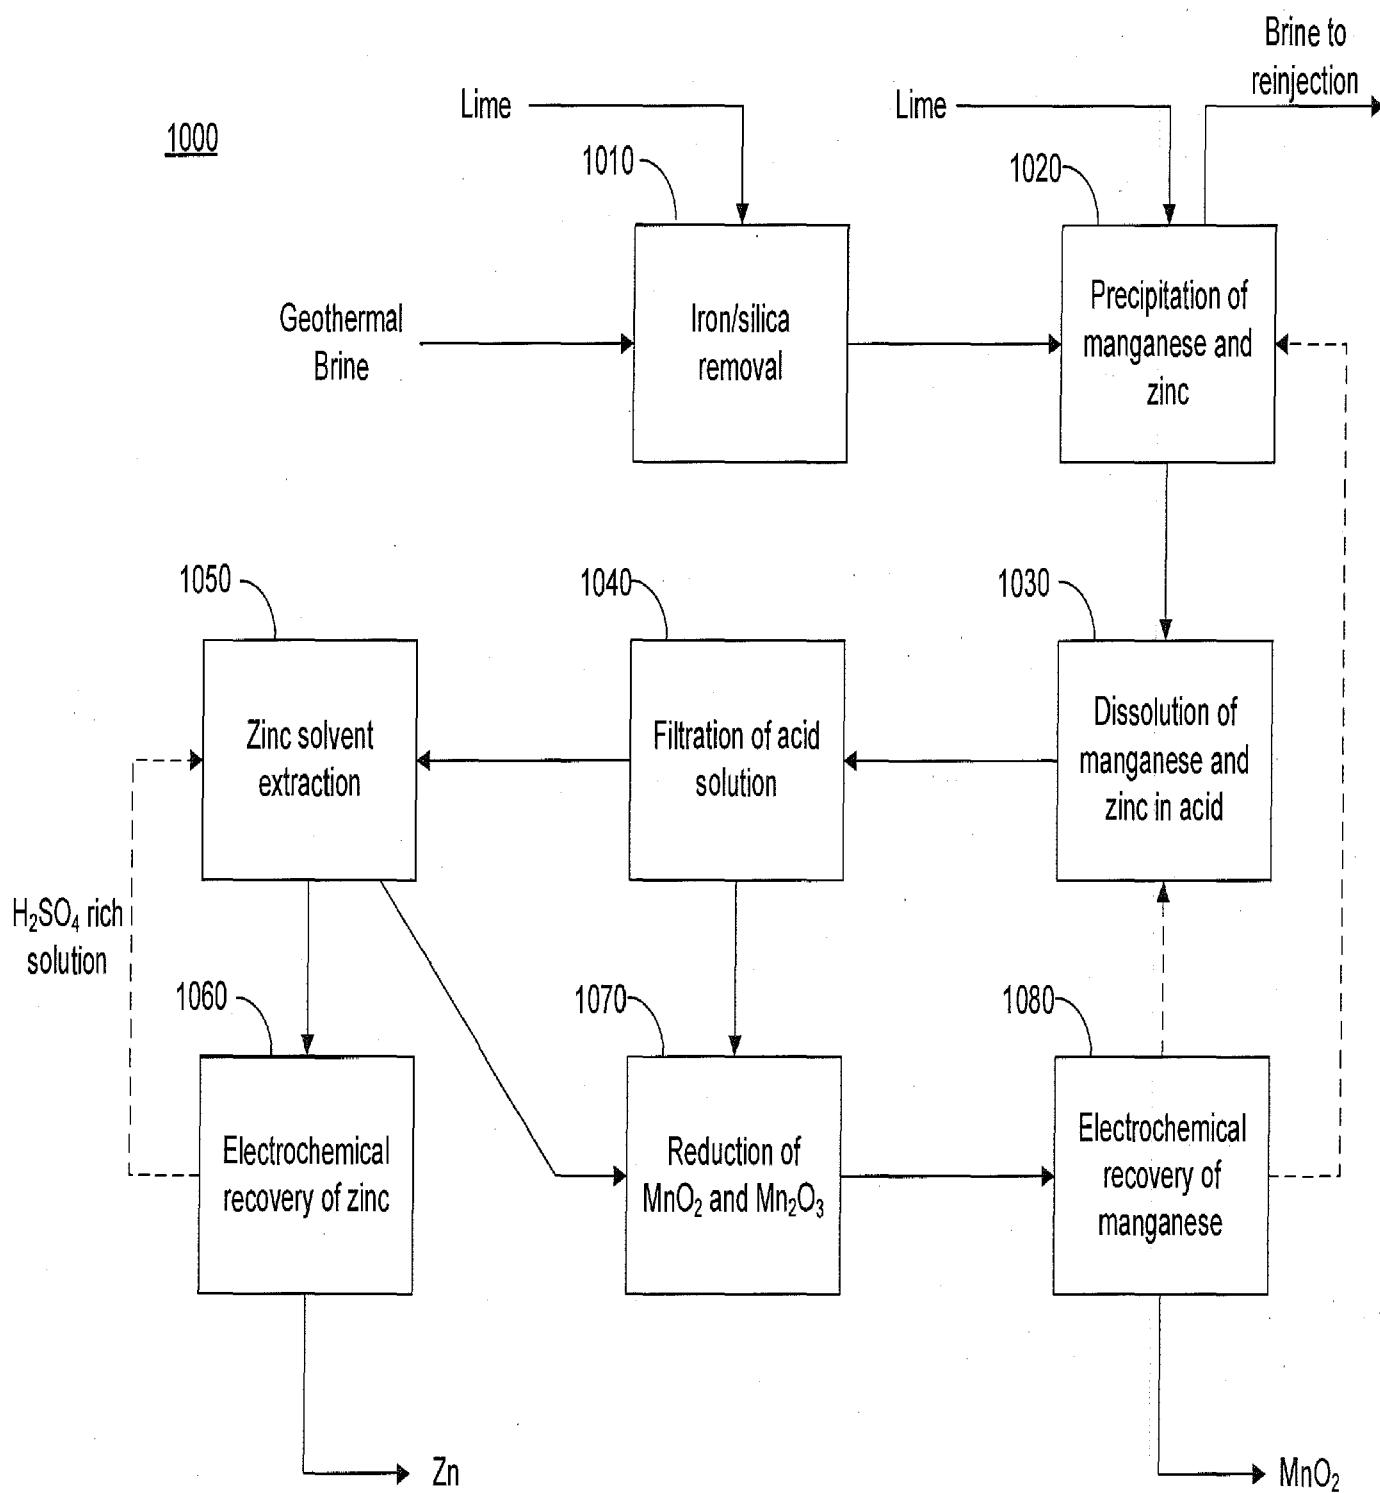 Brine to
reinjection
Lime
Lime
1000
1010
1020
Geothermal
Brine
Iron/silica
removal
Precipitation of
manganese and
zinc
1050
1040
1030
Zinc solvent
extraction
Filtration of acid
solution
Dissolution of
manganese and
zinc in acid
H₂SO₄ rich
solution
1060
1070
1080
Electrochemical
recovery of zinc
Reduction of
MnO₂ and Mn₂O₃
Electrochemical
recovery of
manganese
Zn
MnO₂